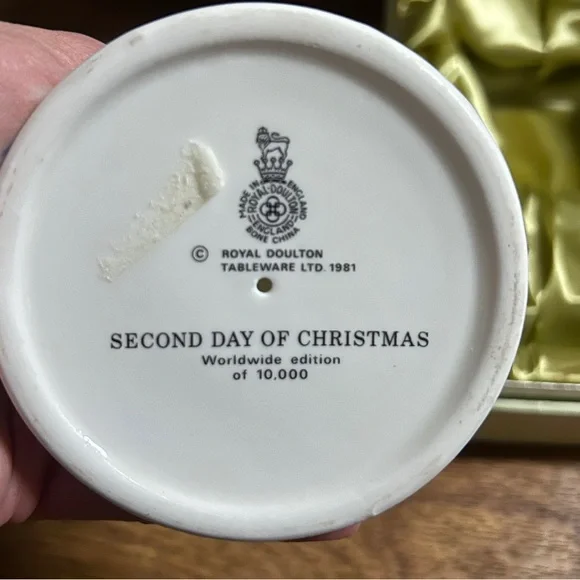 MADE IN ENGLAND
ROYAL·DOULTON
ENGLAND
BONE CHINA
© ROYAL DOULTON
TABLEWARE LTD. 1981
SECOND DAY OF CHRISTMAS
Worldwide edition
of 10,000